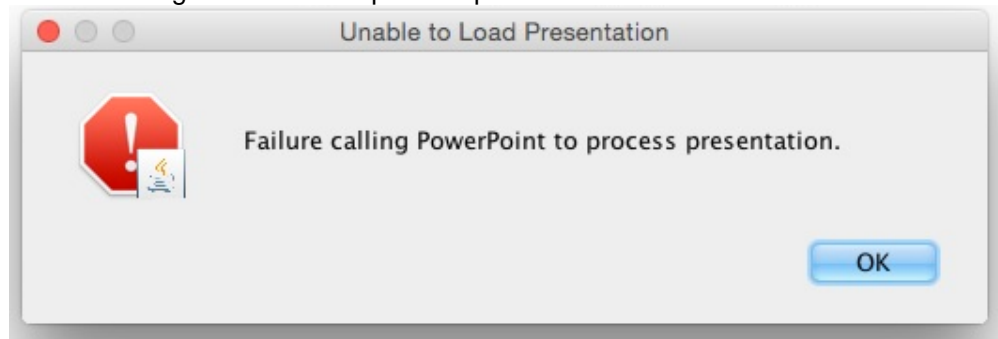 Unable to Load Presentation
Failure calling PowerPoint to process presentation.
OK